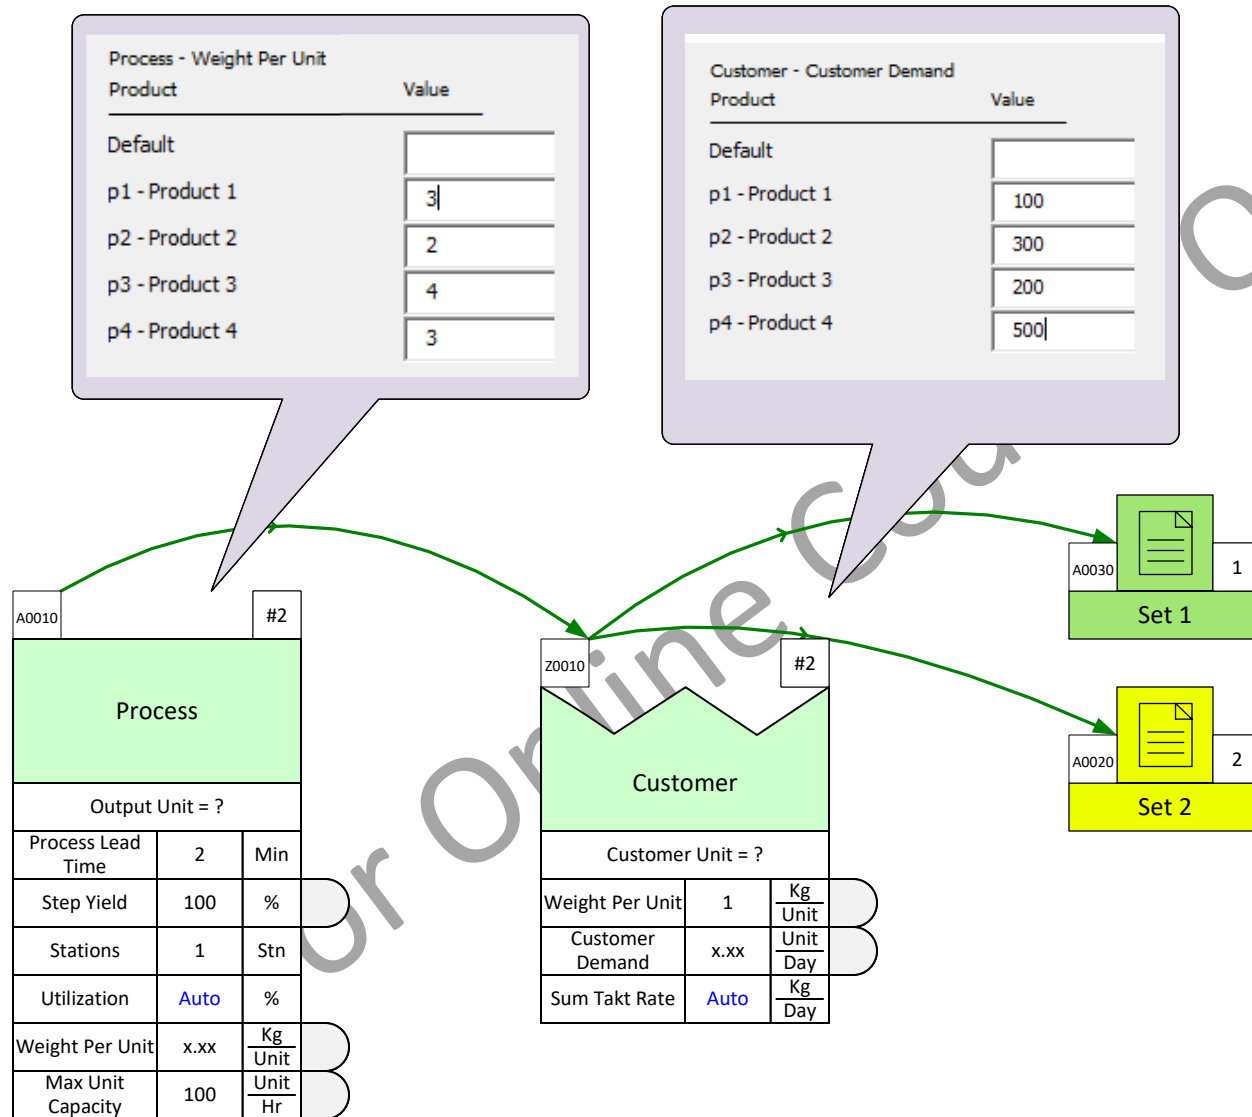 Process - Weight Per Unit
Product Value
Default
p1 - Product 1 3
p2 - Product 2 2
p3 - Product 3 4
p4 - Product 4 3
Customer - Customer Demand
Product Value
Default
p1 - Product 1 100
p2 - Product 2 300
p3 - Product 3 200
p4 - Product 4 500
or Online Cou
A0010 #2
Process
Output Unit = ?
Process Lead Time 2 Min
Step Yield 100 %
Stations 1 Stn
Utilization Auto %
Weight Per Unit x.xx Kg Unit
Max Unit Capacity 100 Unit Hr
Z0010 #2
Customer
Customer Unit = ?
Weight Per Unit 1 Kg Unit
Customer Demand x.xx Unit Day
Sum Takt Rate Auto Kg Day
A0030 1
Set 1
A0020 2
Set 2